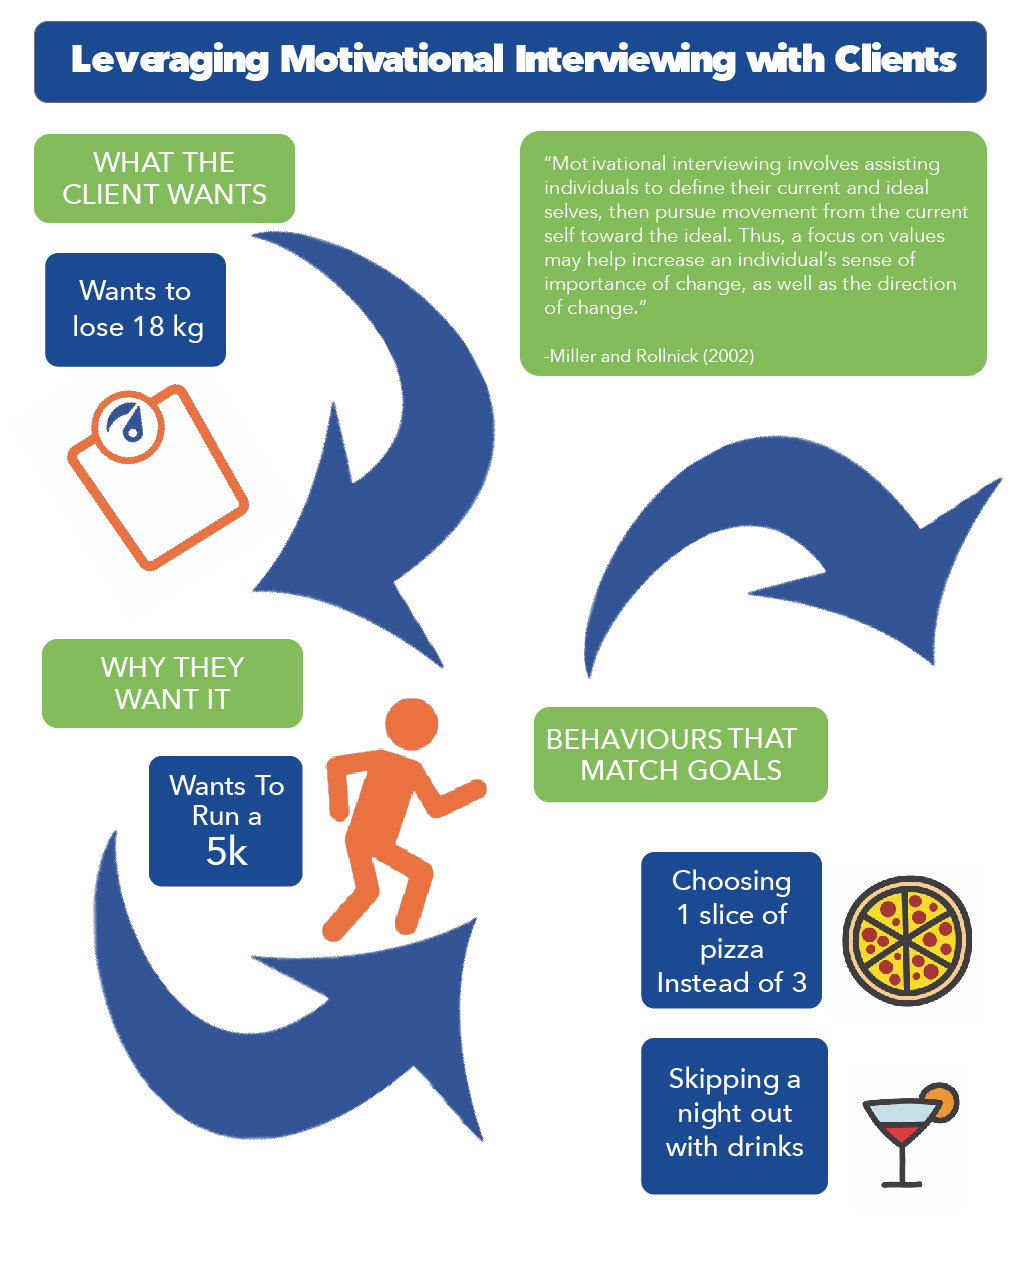 Leveraging Motivational Interviewing with Clients
WHAT THE
CLIENT WANTS
Wants to
lose 18 kg
“Mot ivational interviewing involves assisting
individuals to define their current and ideal
selves, then pursue movement from the current
self toward the ideal. Thus, a focus on values
may help increase an individual’s sense of
importance of change, as well as the direction
of change.”
-Miller and Rollnick (2002)
WHY THEY
WANT IT
Wants To
Run a
5k
BEHAVIOURS THAT
MATCH GOALS
Choosing
1 slice of
pizza
Instead of 3
Skipping a
night out
with drinks